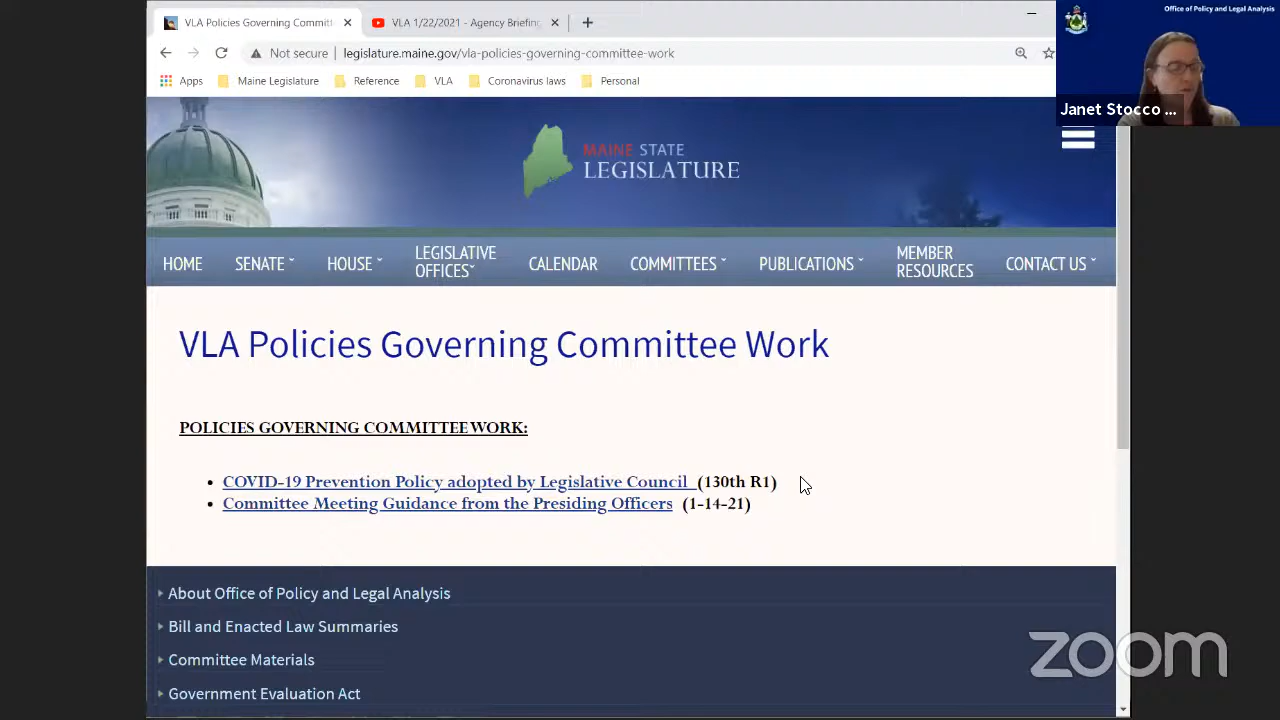 VLA Policies Governing Committ
VLA 1/22/2021 - Agency Briefing
Office of Policy and Legal Analysis
Not secure
legislature.maine.gov/vla-policies-governing-committee-work
Apps
Maine Legislature
Reference
VLA
Coronavirus laws
Personal
Janet Stocco ...
MAINE STATE
LEGISLATURE
HOME
SENATE
HOUSE
LEGISLATIVE
OFFICES
CALENDAR
COMMITTEES
PUBLICATIONS
MEMBER
RESOURCES
CONTACT US
VLA Policies Governing Committee Work
POLICIES GOVERNING COMMITTEE WORK:
COVID-19 Prevention Policy adopted by Legislative Council (130th R1)
Committee Meeting Guidance from the Presiding Officers (1-14-21)
About Office of Policy and Legal Analysis
Bill and Enacted Law Summaries
Committee Materials
Government Evaluation Act
zoom